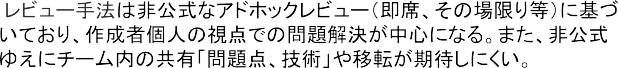 レビュー手法は非公式なアドホックレビュー（即席、その場限り等）に基づ
いており、作成者個人の視点での問題解決が中心になる。また、非公式
ゆえにチーム内の共有「問題点、技術」や移転が期待しにくい。